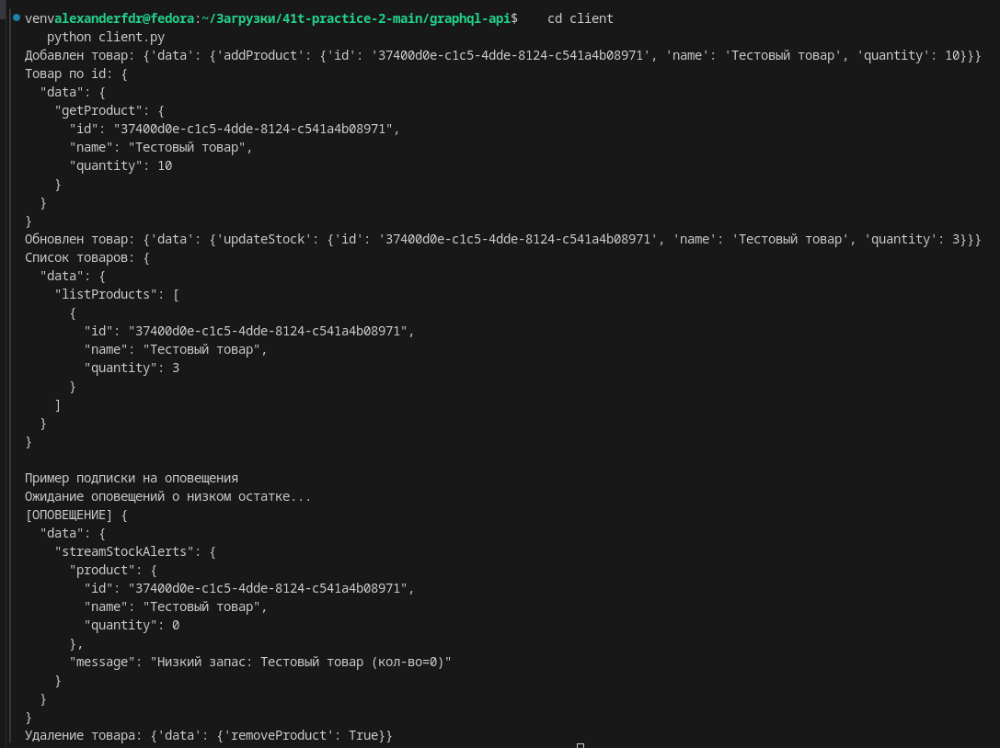 venvalexanderfdr@fedora:~/Загрузки/41t-practice-2-main/graphql-api$    cd client
   python client.py
Добавлен товар: {'data': {'addProduct': {'id': '37400d0e-c1c5-4dde-8124-c541a4b08971', 'name': 'Тестовый товар', 'quantity': 10}}}
Товар по id: {
  "data": {
    "getProduct": {
      "id": "37400d0e-c1c5-4dde-8124-c541a4b08971",
      "name": "Тестовый товар",
      "quantity": 10
    }
  }
}
Обновлен товар: {'data': {'updateStock': {'id': '37400d0e-c1c5-4dde-8124-c541a4b08971', 'name': 'Тестовый товар', 'quantity': 3}}}
Список товаров: {
  "data": {
    "listProducts": [
      {
        "id": "37400d0e-c1c5-4dde-8124-c541a4b08971",
        "name": "Тестовый товар",
        "quantity": 3
      }
    ]
  }
}

Пример подписки на оповещения
Ожидание оповещений о низком остатке...
[ОПОВЕЩЕНИЕ] {
  "data": {
    "streamStockAlerts": {
      "product": {
        "id": "37400d0e-c1c5-4dde-8124-c541a4b08971",
        "name": "Тестовый товар",
        "quantity": 0
      },
      "message": "Низкий запас: Тестовый товар (кол-во=0)"
    }
  }
}
Удаление товара: {'data': {'removeProduct': True}}